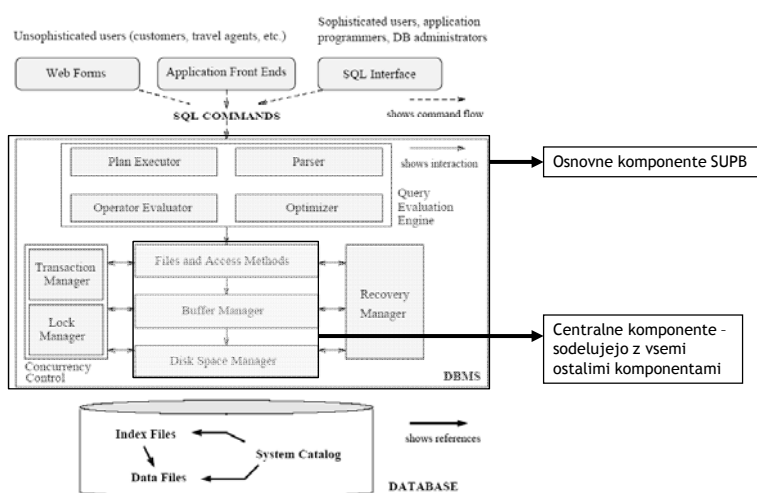 Sophisticated users, application
programmers, DB administrators
Unsophisticated users (customers, travel agents, etc.)
Web Forms
Application Front Ends
SQL Interface
SQL COMMANDS
shows command flow
Plan Executor
Parser
shows interaction
Operator Evaluator
Optimizer
Query
Evaluation
Engine
Osnovne komponente SUPB
Transaction
Manager
Lock
Manager
Concurrency
Control
Files and Access Methods
Buffer Manager
Disk Space Manager
Recovery
Manager
DBMS
Centralne komponente –
sodelujejo z vsemi
ostalimi komponentami
Index Files
Data Files
System Catalog
shows references
DATABASE